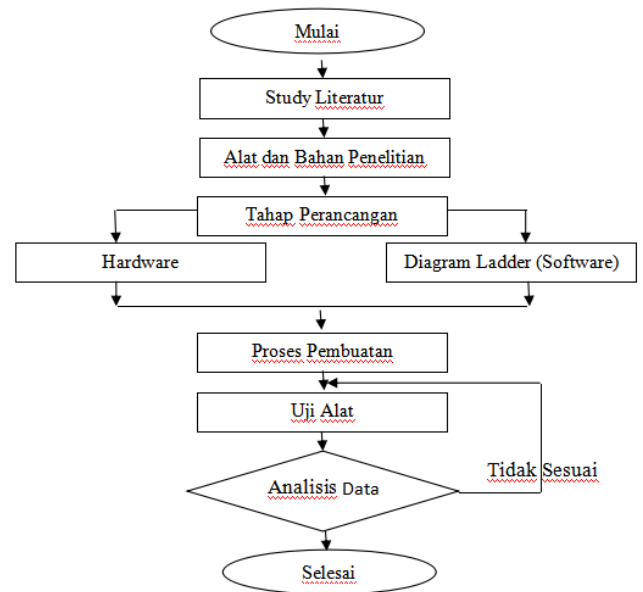 Mulai
Study Literatur
Alat dan Bahan Penelitian
Tahap Perancangan
Hardware
Diagram Ladder (Software)
Proses Pembuatan
Uji Alat
Analisis Data
Tidak Sesuai
Selesai